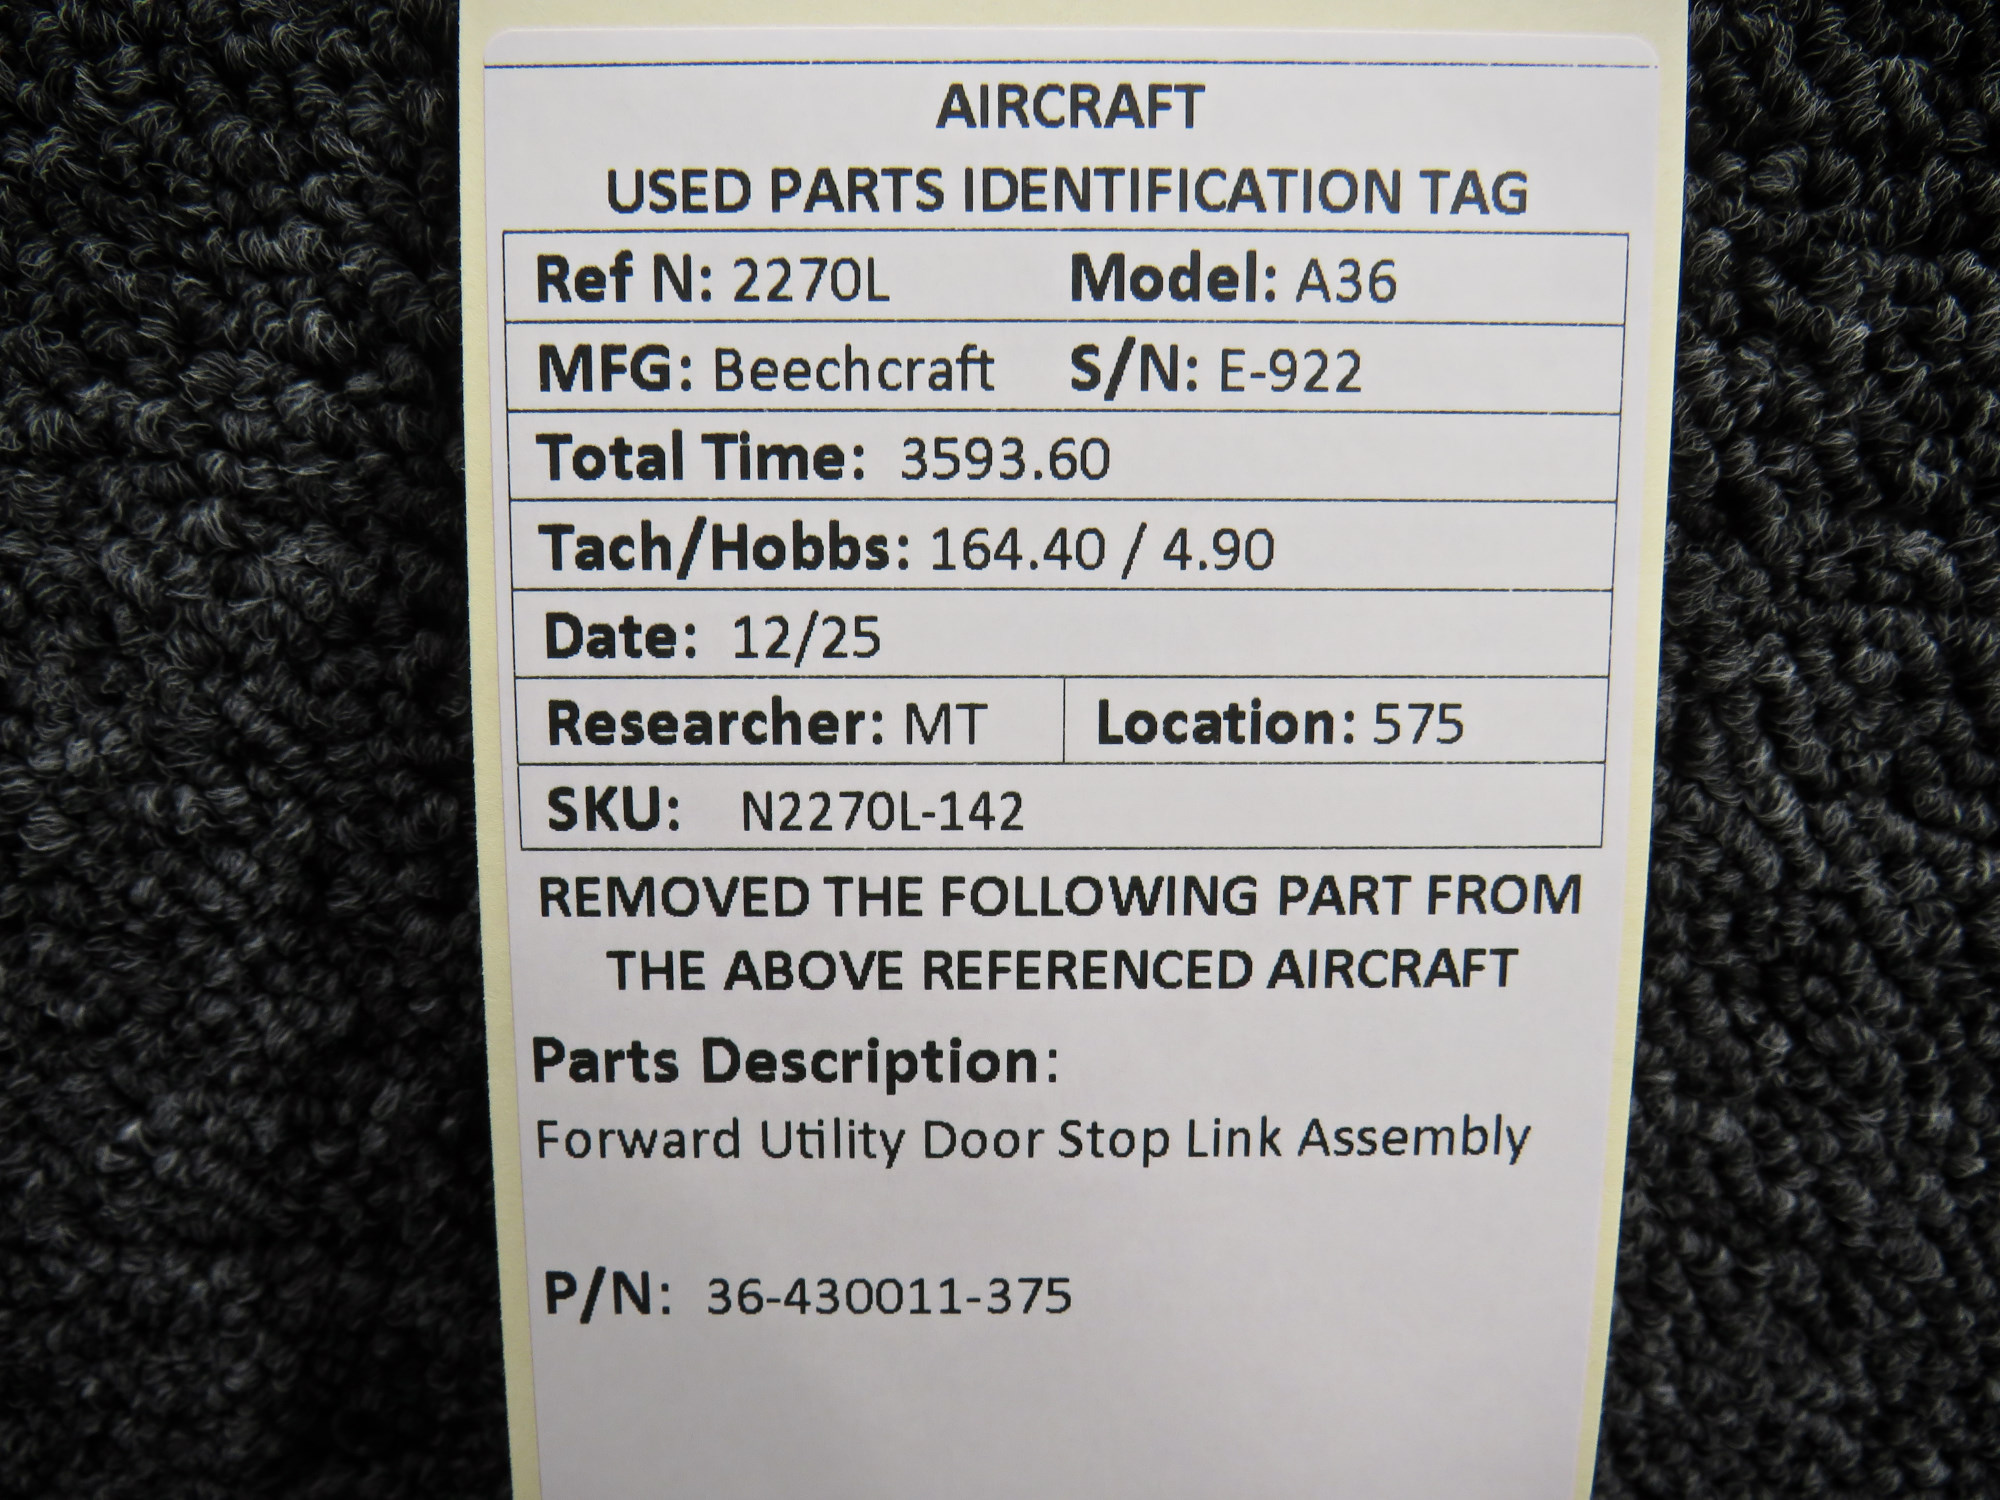 AIRCRAFT
USED PARTS IDENTIFICATION TAG
Ref N: 2270L Model: A36
MFG: Beechcraft S/N: E-922
Total Time: 3593.60
Tach/Hobbs: 164.40 / 4.90
Date: 12/25
Researcher: MT Location: 575
SKU: N2270L-142
REMOVED THE FOLLOWING PART FROM
THE ABOVE REFERENCED AIRCRAFT
Parts Description:
Forward Utility Door Stop Link Assembly
P/N: 36-430011-375